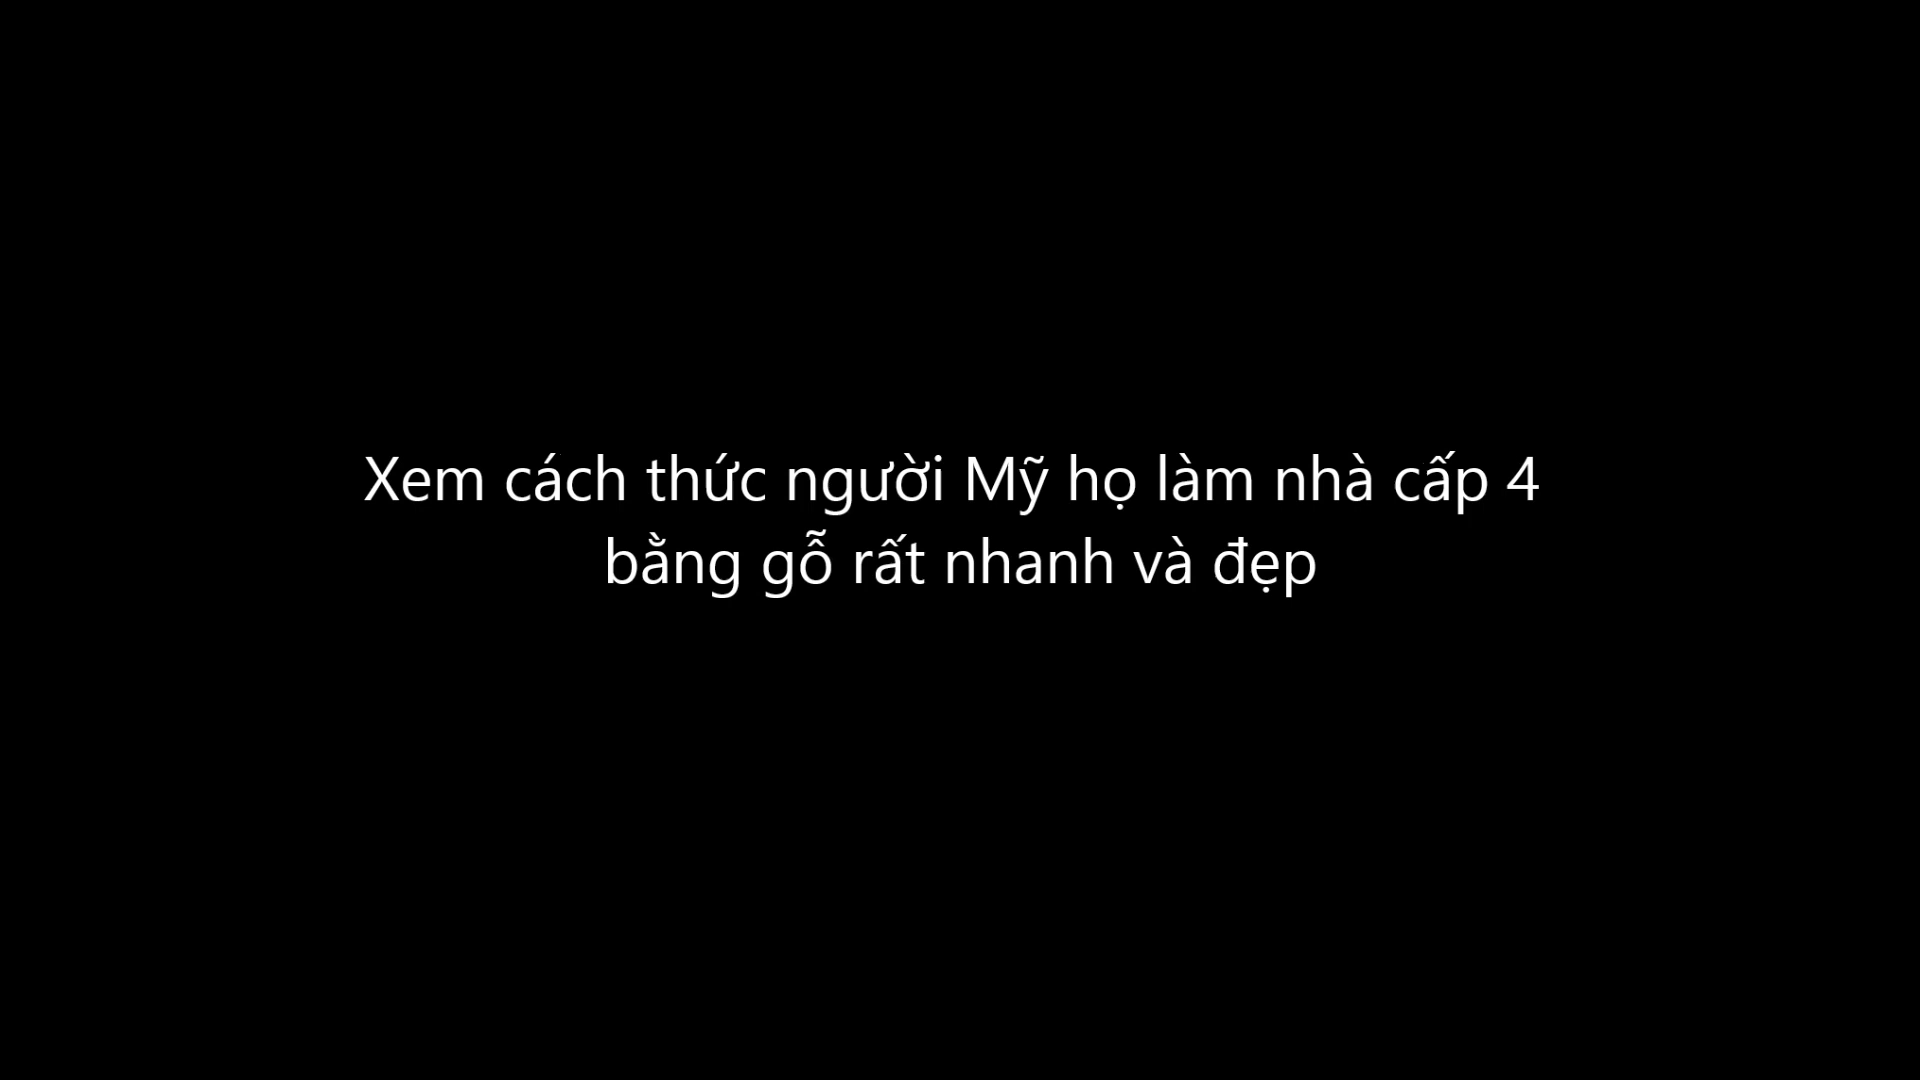 Xem cách thức người Mỹ họ làm nhà cấp 4
bằng gỗ rất nhanh và đẹp